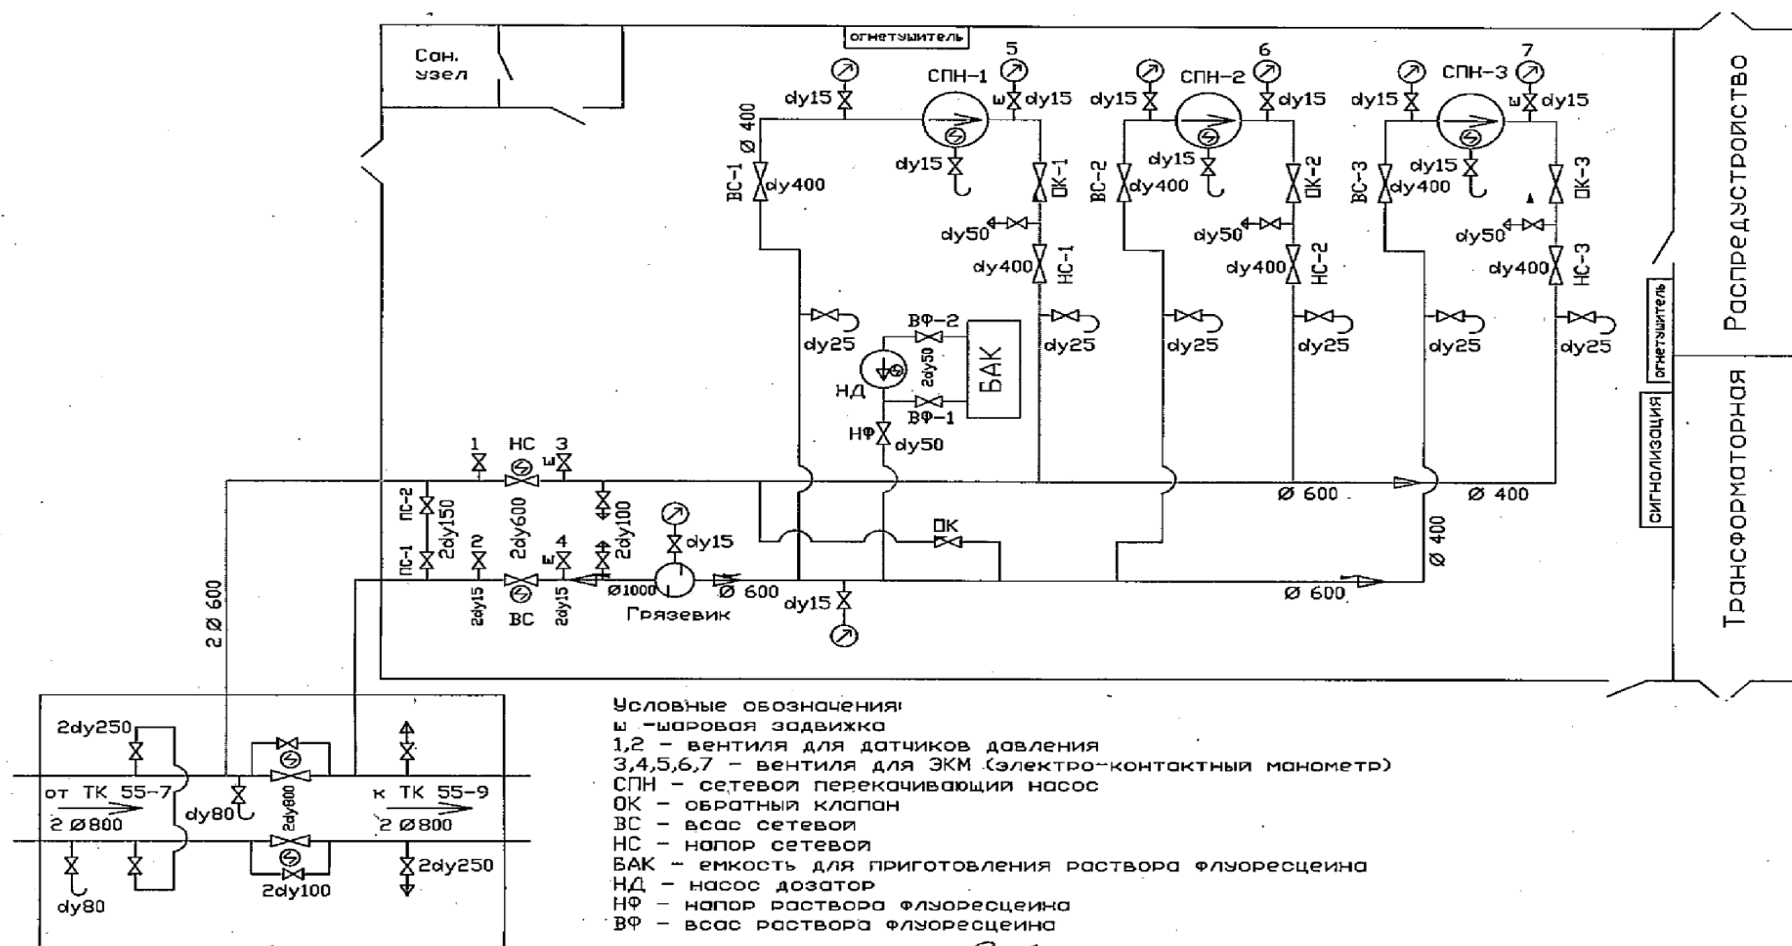 Сан. узел
огнетушитель
СПН-1
5
СПН-2
6
СПН-3
7
dy15
ш
dy15
dy15
dy15
dy15
ш
dy15
Ø 400
dy15
dy15
dy15
ВС-1
dy400
ОК-1
ВС-2
dy400
ОК-2
ВС-3
dy400
ОК-3
dy50
dy50
dy50
dy400
НС-1
dy400
НС-2
dy400
НС-3
dy25
dy25
dy25
dy25
dy25
dy25
ВФ-2
2dy50
БАК
НД
ВФ-1
НФ
dy50
Распредустройство
огнетушитель
сигнализация
Трансформаторная
1
НС
3
ш
ПС-2
2dy150
2dy600
2dy100
Ø 600
Ø 400
ОК
Ø 400
ПС-1
2
ш
4
dy15
2dy15
ВС
2dy15
Ø1000
Грязевик
Ø 600
dy15
Ø 600
2 Ø 600
2dy250
от ТК 55-7
2 Ø800
dy80
2dy800
к ТК 55-9
2 Ø800
dy80
2dy100
2dy250
Условные обозначения:
ш -шаровая задвижка
1,2 - вентиля для датчиков давления
3,4,5,6,7 - вентиля для ЭКМ (электро-контактный манометр)
СПН - сетевой перекачивающий насос
ОК - обратный клапан
ВС - всас сетевой
НС - напор сетевой
БАК - емкость для приготовления раствора флуоресцеина
НД - насос дозатор
НФ - напор раствора флуоресцеина
ВФ - всас раствора флуоресцеина